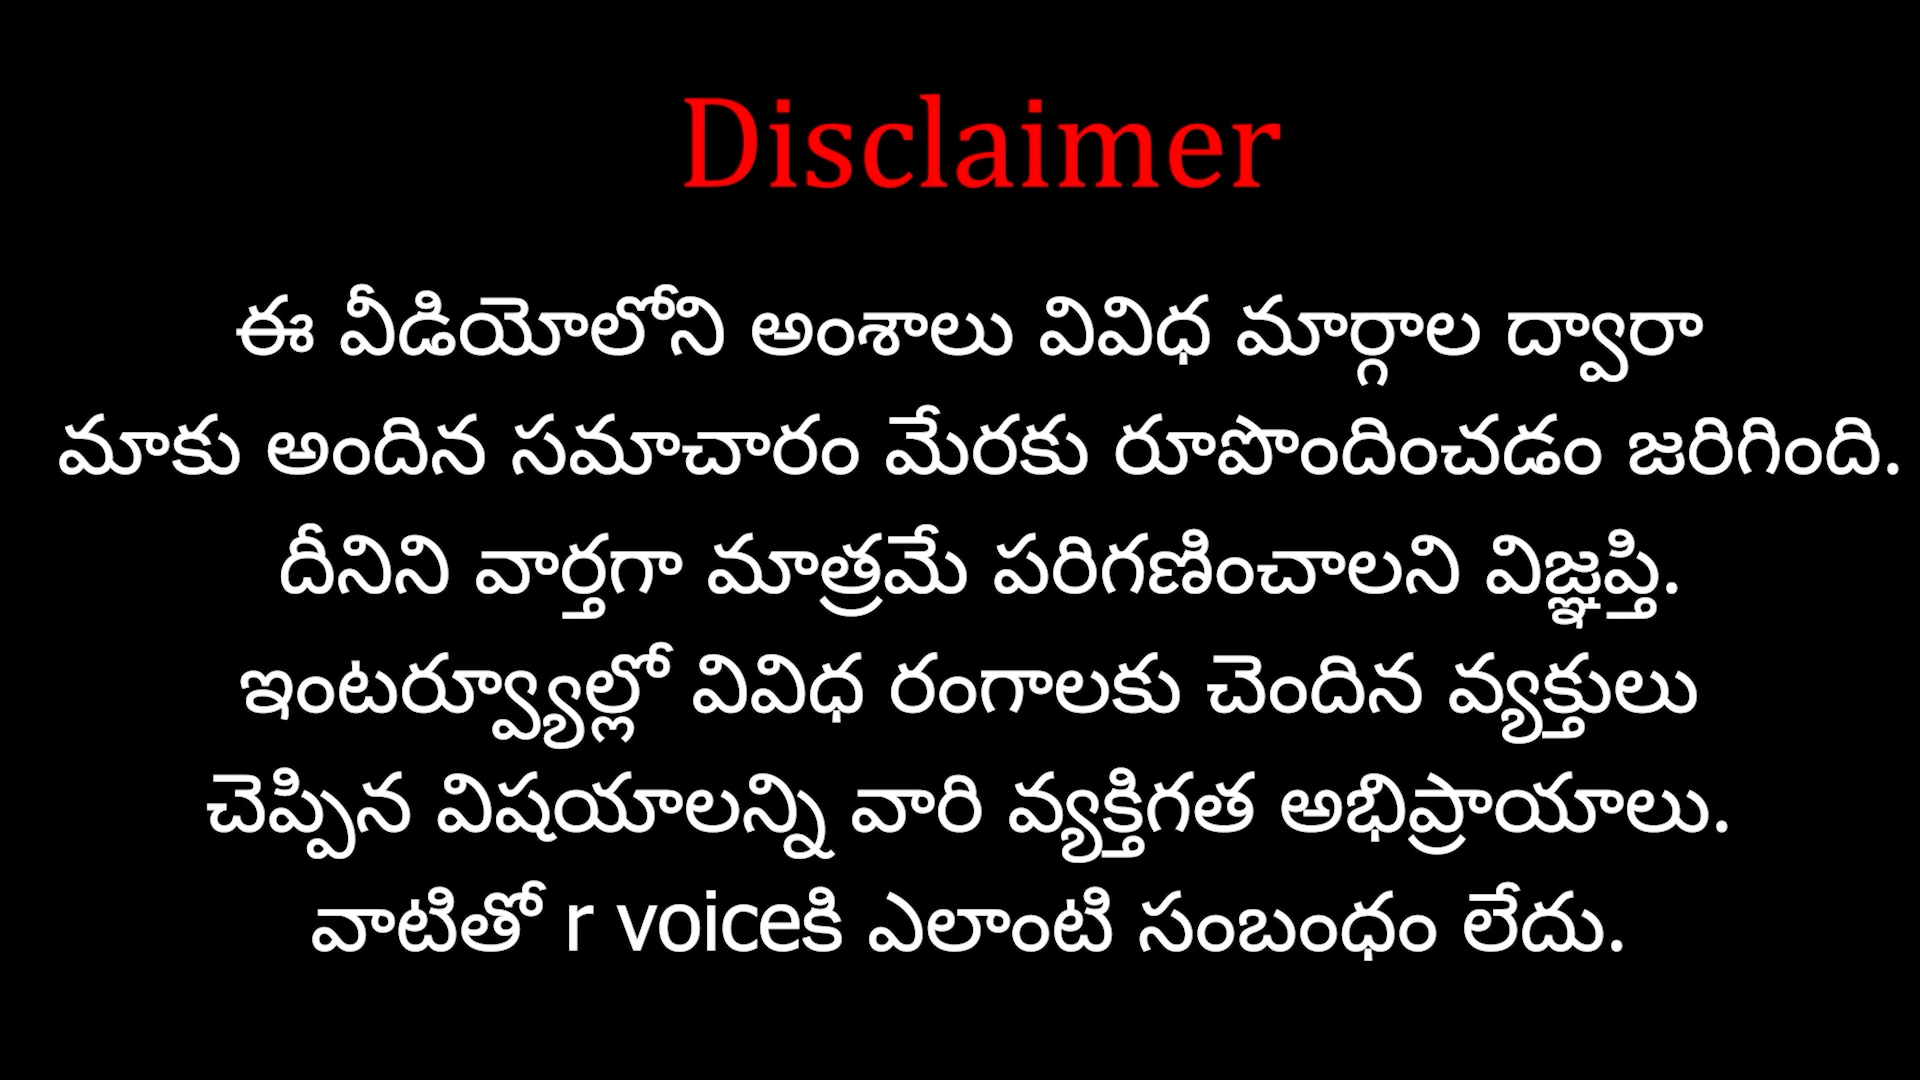 Disclaimer
ఈ వీడియోలోని అంశాలు వివిధ మార్గాల ద్వారా
మాకు అందిన సమాచారం మేరకు రూపొందించడం జరిగింది.
దీనిని వార్తగా మాత్రమే పరిగణించాలని విజ్ఞప్తి.
ఇంటర్వ్యూల్లో వివిధ రంగాలకు చెందిన వ్యక్తులు
చెప్పిన విషయాలన్ని వారి వ్యక్తిగత అభిప్రాయాలు.
వాటితో r voiceకి ఎలాంటి సంబంధం లేదు.